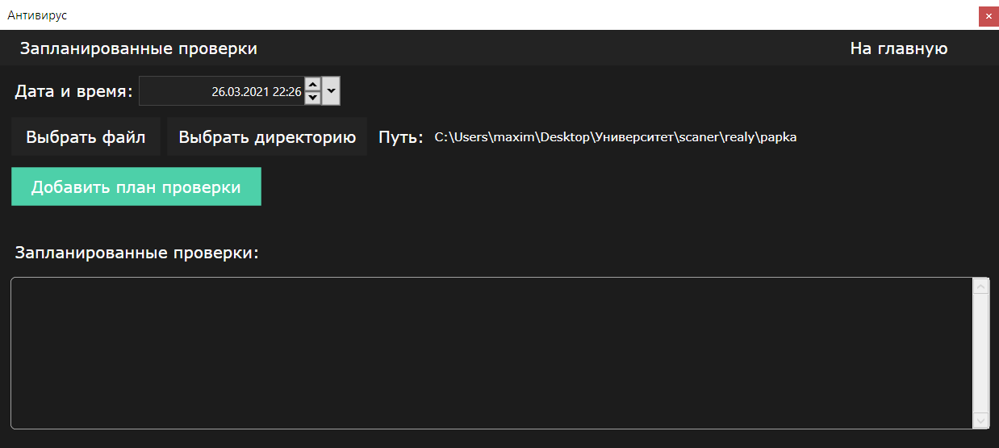 Антивирус
Запланированные проверки На главную
Дата и время: 26.03.2021 22:26
Выбрать файл Выбрать директорию Путь: C:\Users\maxim\Desktop\Университет\scaner\realy\papka
Добавить план проверки
Запланированные проверки: